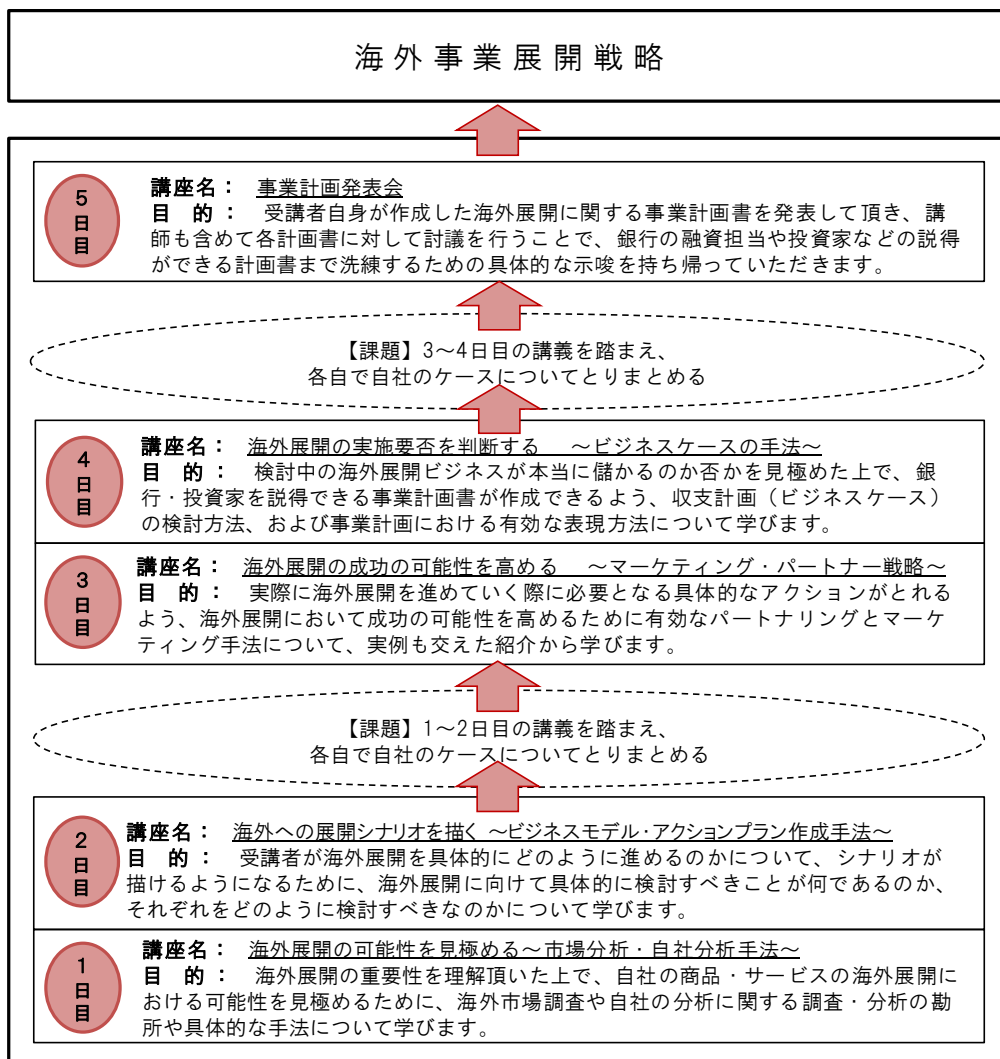 海外事業展開戦略
5
日
目
講座名： 事業計画発表会
目 的： 受講者自身が作成した海外展開に関する事業計画書を発表して頂き、講
師も含めて各計画書に対して討議を行うことで、銀行の融資担当や投資家などの説得
ができる計画書まで洗練するための具体的な示唆を持ち帰っていただきます。
【課題】3～4日目の講義を踏まえ、
各自で自社のケースについてとりまとめる
4
日
目
講座名： 海外展開の実施要否を判断する ～ビジネスケースの手法～
目 的： 検討中の海外展開ビジネスが本当に儲かるのか否かを見極めた上で、銀
行・投資家を説得できる事業計画書が作成できるよう、収支計画（ビジネスケース）
の検討方法、および事業計画における有効な表現方法について学びます。
3
日
目
講座名： 海外展開の成功の可能性を高める ～マーケティング・パートナー戦略～
目 的： 実際に海外展開を進めていく際に必要となる具体的なアクションがとれる
よう、海外展開において成功の可能性を高めるために有効なパートナリングとマーケ
ティング手法について、実例も交えた紹介から学びます。
【課題】1～2日目の講義を踏まえ、
各自で自社のケースについてとりまとめる
2
日
目
講座名： 海外への展開シナリオを描く ～ビジネスモデル・アクションプラン作成手法～
目 的： 受講者が海外展開を具体的にどのように進めるのかについて、シナリオが
描けるようになるために、海外展開に向けて具体的に検討すべきことが何であるのか、
それぞれをどのように検討すべきなのかについて学びます。
1
日
目
講座名： 海外展開の可能性を見極める～市場分析・自社分析手法～
目 的： 海外展開の重要性を理解頂いた上で、自社の商品・サービスの海外展開に
おける可能性を見極めるために、海外市場調査や自社の分析に関する調査・分析の勘
所や具体的な手法について学びます。